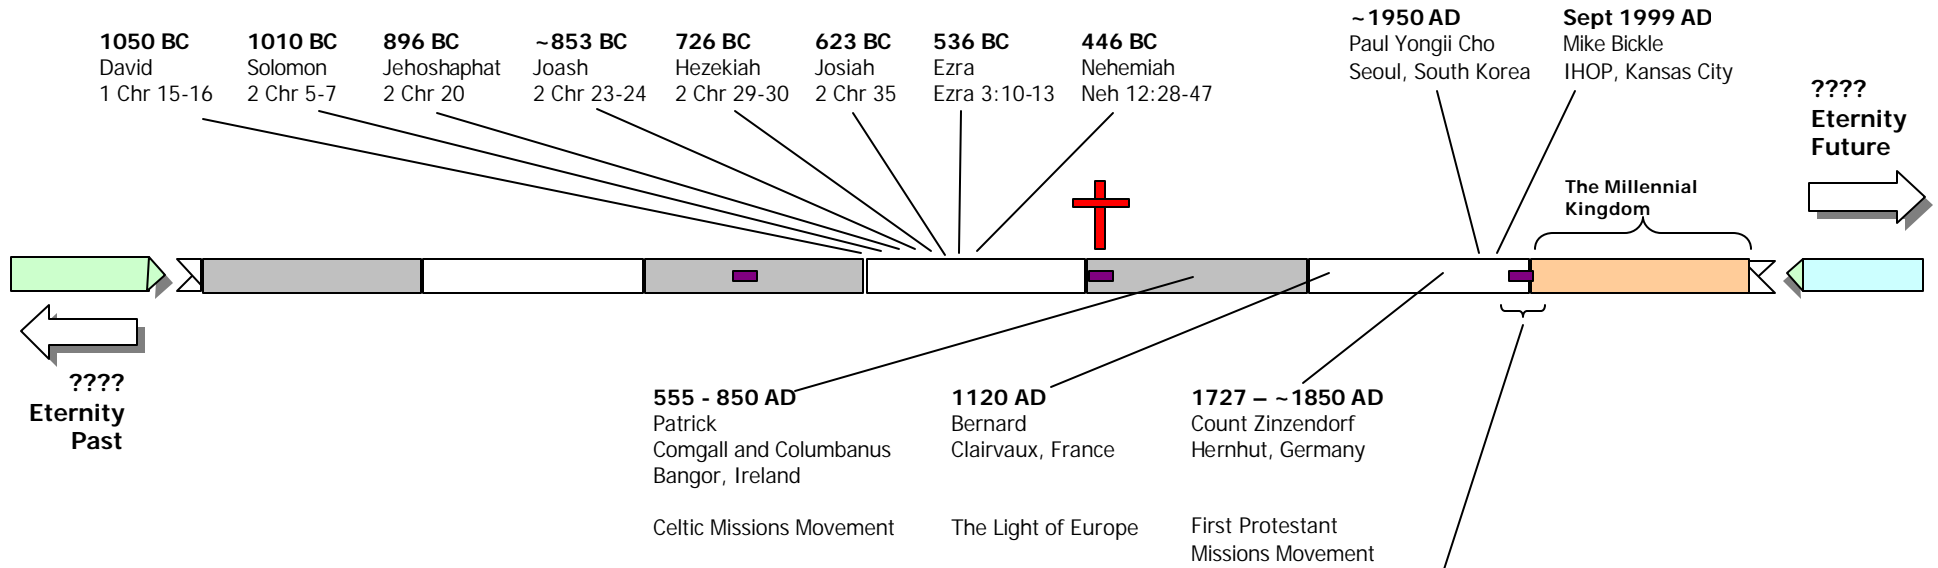 1050 BC
David
1 Chr 15-16
1010 BC
Solomon
2 Chr 5-7
896 BC
Jehoshaphat
2 Chr 20
~853 BC
Joash
2 Chr 23-24
726 BC
Hezekiah
2 Chr 29-30
623 BC
Josiah
2 Chr 35
536 BC
Ezra
Ezra 3:10-13
446 BC
Nehemiah
Neh 12:28-47
~1950 AD
Paul Yongii Cho
Seoul, South Korea
Sept 1999 AD
Mike Bickle
IHOP, Kansas City
????
Eternity
Future
The Millennial
Kingdom
????
Eternity
Past
555 - 850 AD
Patrick
Comgall and Columbanus
Bangor, Ireland
Celtic Missions Movement
1120 AD
Bernard
Clairvaux, France
The Light of Europe
1727 – ~1850 AD
Count Zinzendorf
Hernhut, Germany
First Protestant
Missions Movement